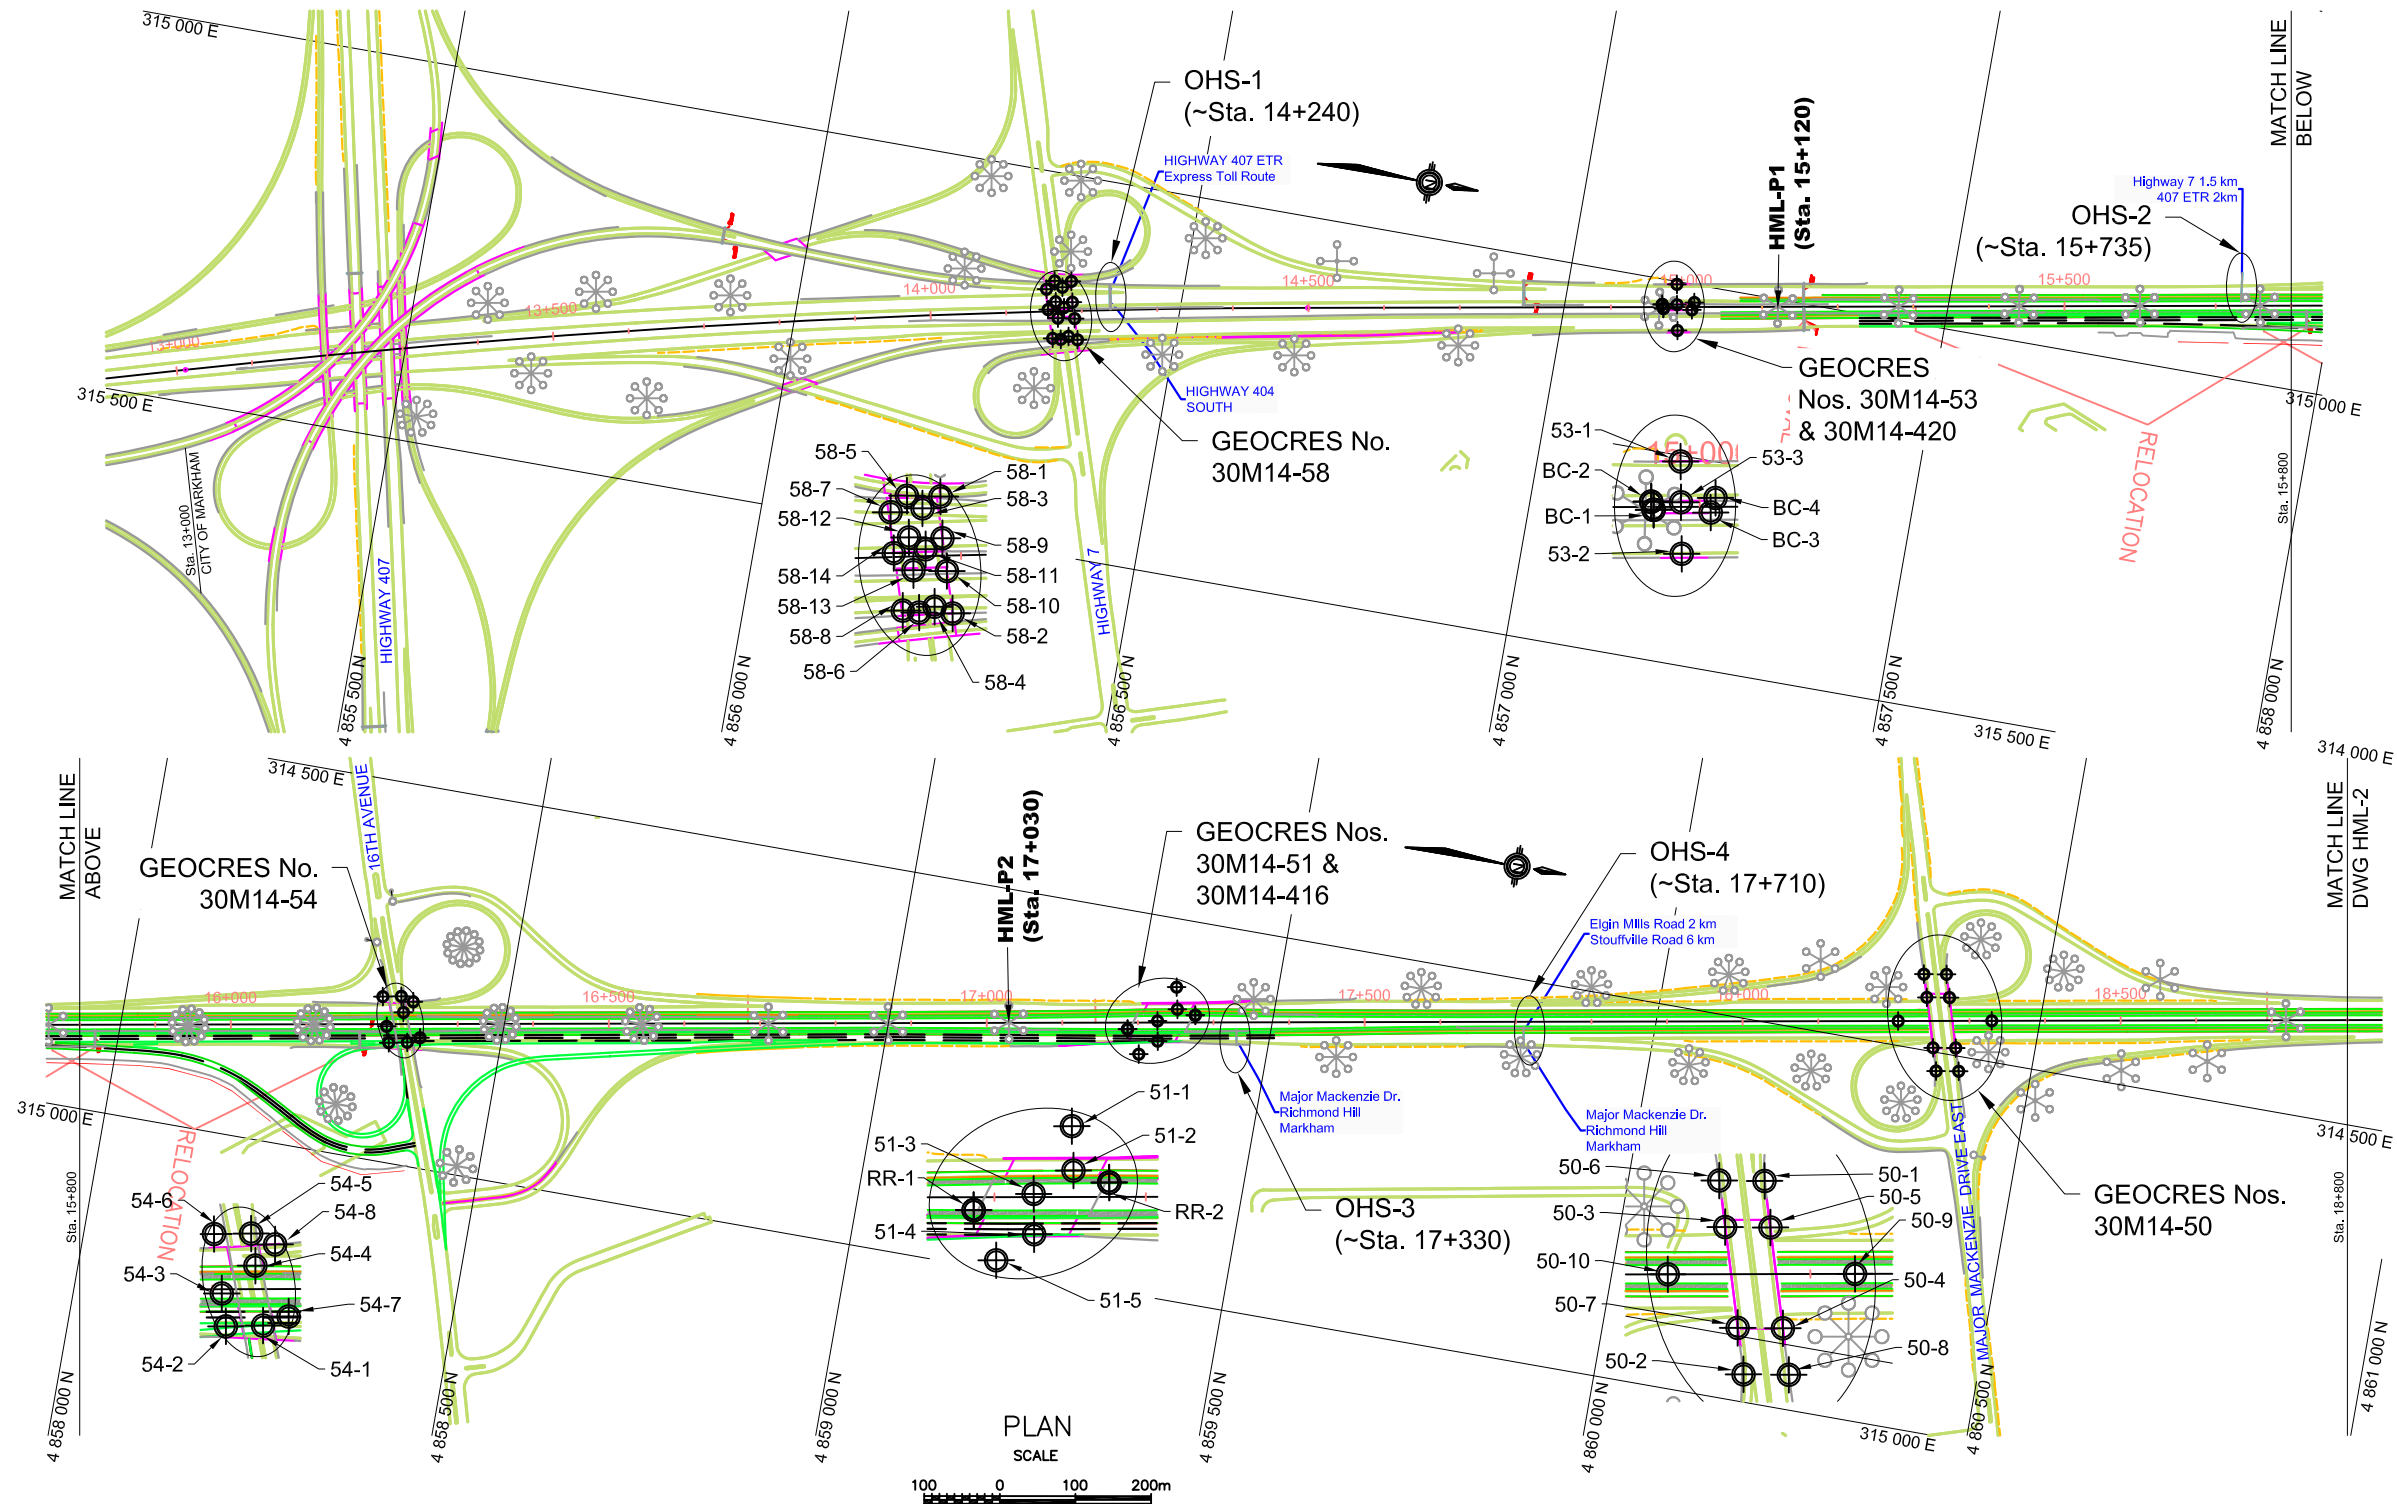 315 000 E
OHS-1
(~Sta. 14+240)
HIGHWAY 407 ETR
Express Toll Route
HML-P1
(Sta. 15+120)
MATCH LINE
BELOW
Highway 7 1.5 km
407 ETR 2km
OHS-2
(~Sta. 15+735)
13+000
13+500
14+000
14+500
15+000
15+500
315 500 E
HIGHWAY 404
SOUTH
GEOCRES No.
30M14-58
GEOCRES
Nos. 30M14-53
& 30M14-420
315 000 E
RELOCATION
Sta. 15+800
Sta. 13+000
CITY OF MARKHAM
HIGHWAY 407
HIGHWAY 7
58-5
58-7
58-12
58-14
58-13
58-8
58-6
58-1
58-3
58-9
58-11
58-10
58-2
58-4
53-1
BC-2
BC-1
53-2
15+00
53-3
BC-4
BC-3
4 855 500 N
4 856 000 N
4 856 500 N
4 857 000 N
4 857 500 N
4 858 000 N
315 500 E
314 000 E
MATCH LINE
ABOVE
314 500 E
16TH AVENUE
GEOCRES No.
30M14-54
HML-P2
(Sta. 17+030)
GEOCRES Nos.
30M14-51 &
30M14-416
OHS-4
(~Sta. 17+710)
Elgin Mills Road 2 km
Stouffville Road 6 km
MATCH LINE
DWG HML-2
16+000
16+500
17+000
17+500
18+000
18+500
315 000 E
RELOCATION
Sta. 15+800
Major Mackenzie Dr.
Richmond Hill
Markham
Major Mackenzie Dr.
Richmond Hill
Markham
OHS-3
(~Sta. 17+330)
MAJOR MACKENZIE DRIVE EAST
GEOCRES Nos.
30M14-50
314 500 E
Sta. 18+800
54-6
54-3
54-2
54-5
54-8
54-4
54-7
54-1
51-3
RR-1
51-4
51-1
51-2
RR-2
51-5
50-6
50-3
50-10
50-7
50-2
50-1
50-5
50-9
50-4
50-8
4 858 000 N
4 858 500 N
4 859 000 N
4 859 500 N
4 860 000 N
315 000 E
4 860 500 N
4 861 000 N
PLAN
SCALE
100 0 100 200m